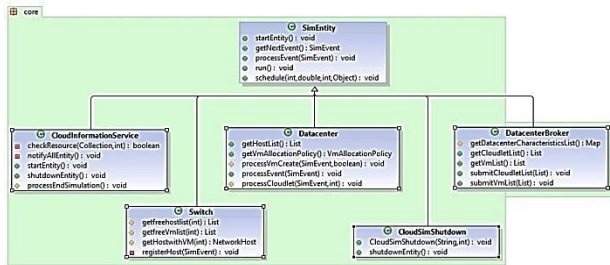 core
SimEntity
startEntity() : void
getNextEvent() : SimEvent
processEvent(SimEvent) : void
run() : void
schedule(int,double,int,Object) : void
CloudInformationService
checkResource(Collection,int) : boolean
notifyAllEntity() : void
startEntity() : void
shutdownEntity() : void
processEndSimulation() : void
Datacenter
getHostList() : List
getVmAllocationPolicy() : VmAllocationPolicy
processVmCreate(SimEvent,boolean) : void
processEvent(SimEvent) : void
processCloudlet(SimEvent,int) : void
DatacenterBroker
getDatacenterCharacteristicsList() : Map
getCloudletList() : List
getVmList() : List
submitCloudletList(List) : void
submitVmList(List) : void
Switch
getfreehostlist(int) : List
getfreeVmlist(int) : List
getHostwithVM(int) : NetworkHost
registerHost(SimEvent) : void
CloudSimShutdown
CloudSimShutdown(String,int) : void
shutdownEntity() : void